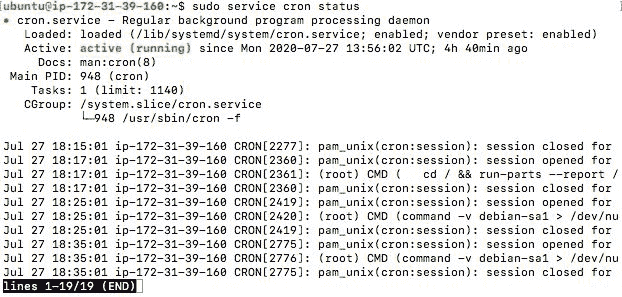 ubuntu@ip-172-31-39-160:~$ sudo service cron status
● cron.service - Regular background program processing daemon
   Loaded: loaded (/lib/systemd/system/cron.service; enabled; vendor preset: enabled)
   Active: active (running) since Mon 2020-07-27 13:56:02 UTC; 4h 40min ago
     Docs: man:cron(8)
 Main PID: 948 (cron)
    Tasks: 1 (limit: 1140)
   CGroup: /system.slice/cron.service
           └─948 /usr/sbin/cron -f
Jul 27 18:15:01 ip-172-31-39-160 CRON[2277]: pam_unix(cron:session): session closed for
Jul 27 18:17:01 ip-172-31-39-160 CRON[2360]: pam_unix(cron:session): session opened for
Jul 27 18:17:01 ip-172-31-39-160 CRON[2361]: (root) CMD (   cd / && run-parts --report /
Jul 27 18:17:01 ip-172-31-39-160 CRON[2360]: pam_unix(cron:session): session closed for
Jul 27 18:25:01 ip-172-31-39-160 CRON[2419]: pam_unix(cron:session): session opened for
Jul 27 18:25:01 ip-172-31-39-160 CRON[2420]: (root) CMD (command -v debian-sa1 > /dev/nu
Jul 27 18:25:01 ip-172-31-39-160 CRON[2419]: pam_unix(cron:session): session closed for
Jul 27 18:35:01 ip-172-31-39-160 CRON[2775]: pam_unix(cron:session): session opened for
Jul 27 18:35:01 ip-172-31-39-160 CRON[2776]: (root) CMD (command -v debian-sa1 > /dev/nu
Jul 27 18:35:01 ip-172-31-39-160 CRON[2775]: pam_unix(cron:session): session closed for
lines 1-19/19 (END)